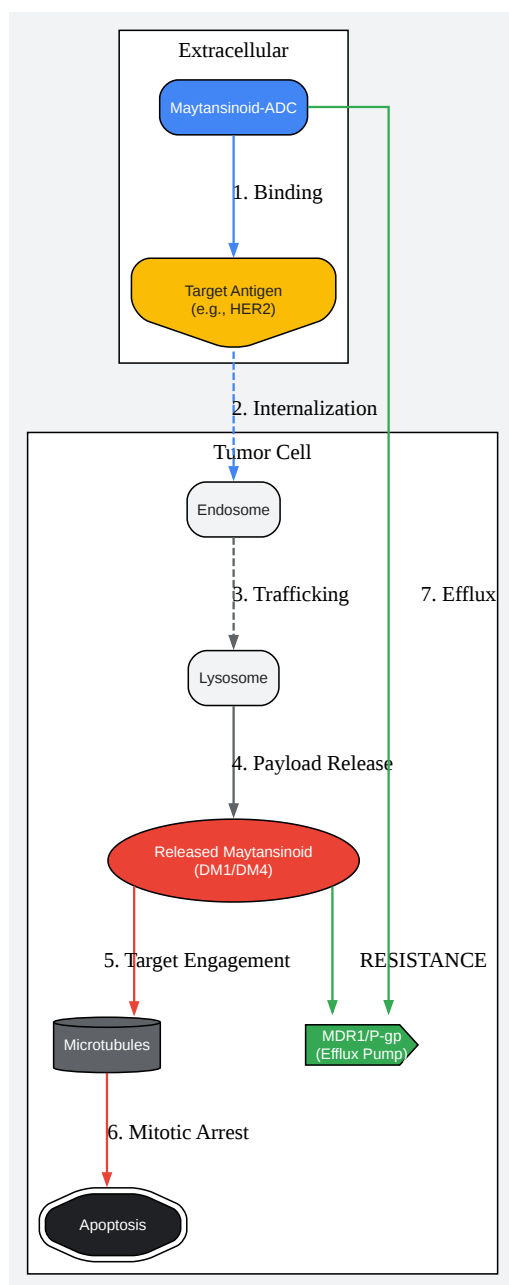 Extracellular
Maytansinoid-ADC
1. Binding
Target Antigen
(e.g., HER2)
2. Internalization
Tumor Cell
Endosome
3. Trafficking
7. Efflux
Lysosome
4. Payload Release
Released Maytansinoid
(DM1/DM4)
5. Target Engagement
RESISTANCE
Microtubules
MDR1/P-gp
(Efflux Pump)
6. Mitotic Arrest
Apoptosis